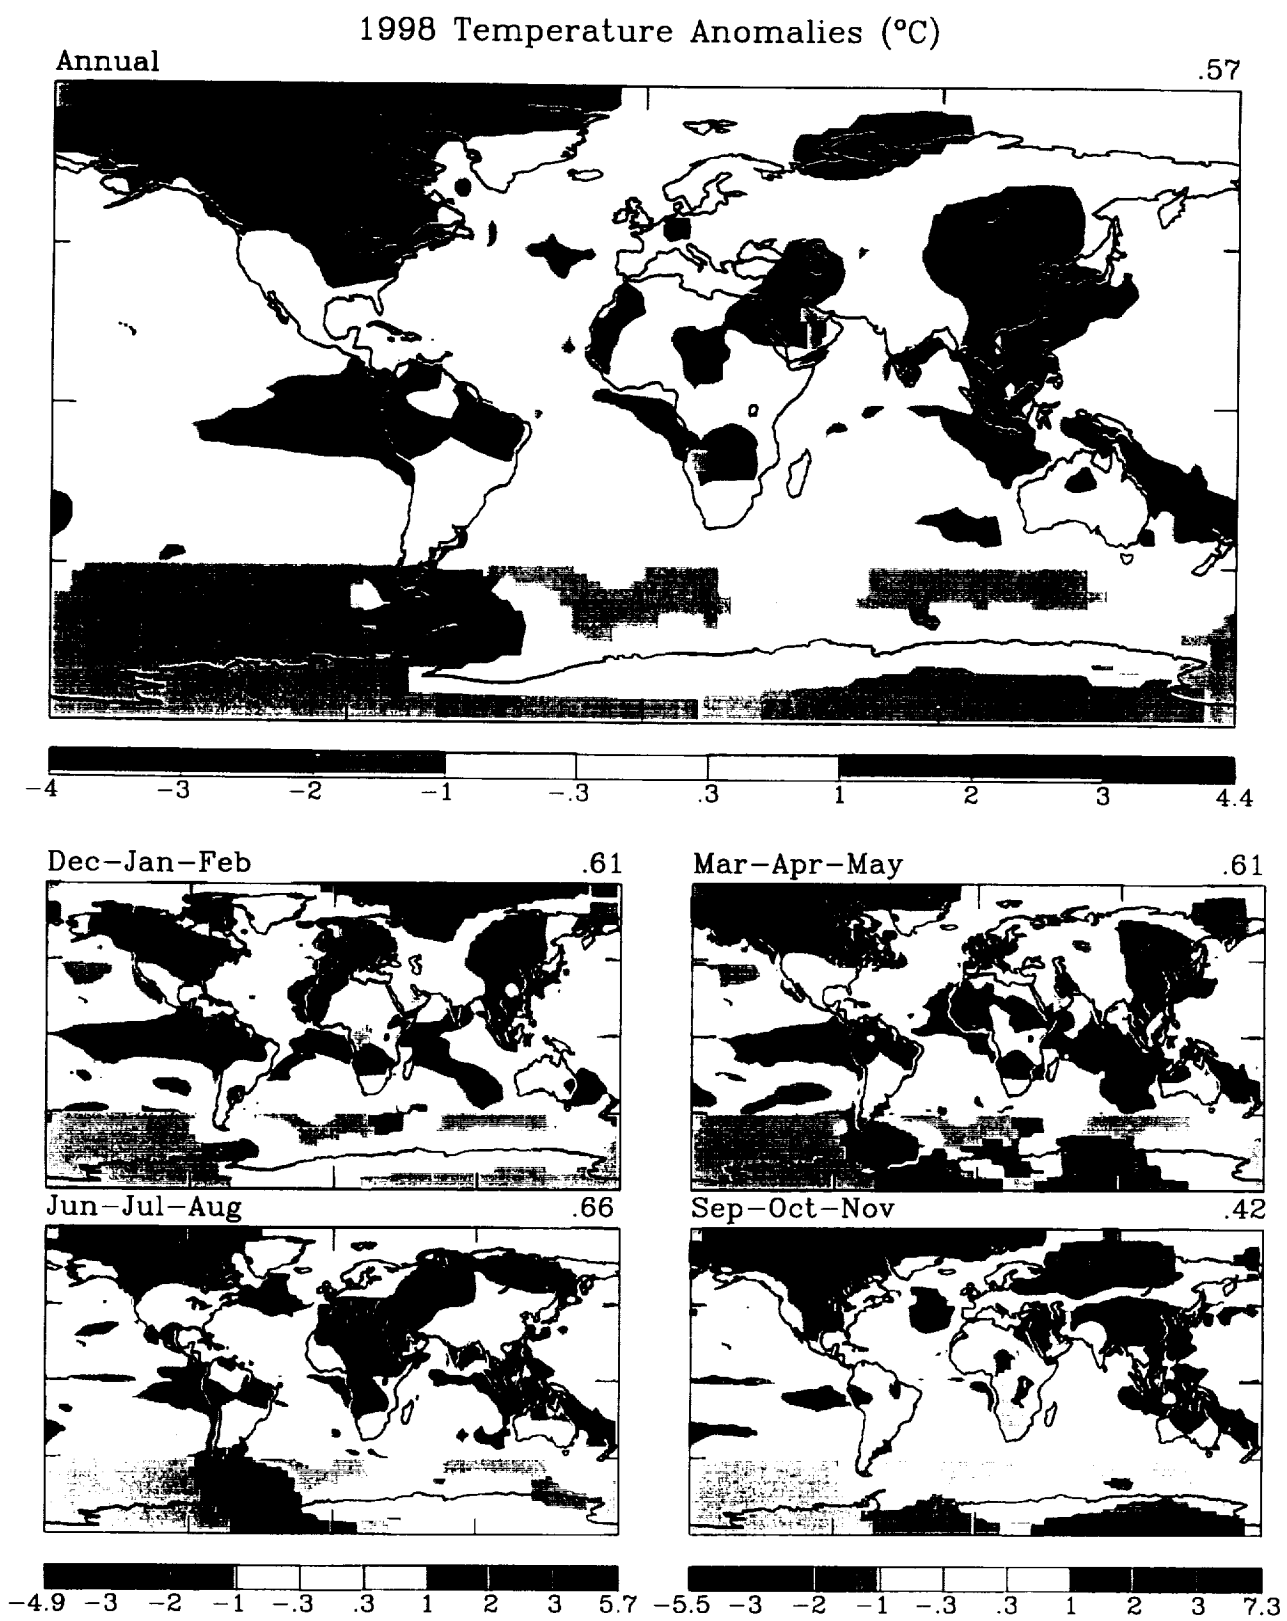 1998 Temperature Anomalies (°C)
Annual .57
-4 -3 -2 -1 -.3 .3 1 2 3 4.4
Dec-Jan-Feb .61
Mar-Apr-May .61
Jun-Jul-Aug .66
Sep-Oct-Nov .42
-4.9 -3 -2 -1 -.3 .3 1 2 3 5.7
-5.5 -3 -2 -1 -.3 .3 1 2 3 7.3